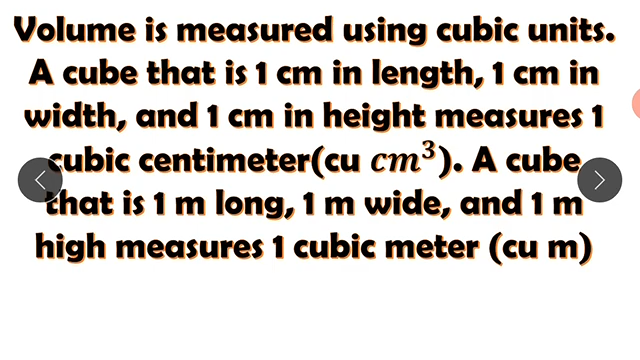 Volume is measured using cubic units.
A cube that is 1 cm in length, 1 cm in
width, and 1 cm in height measures 1
cubic centimeter(cu cm³). A cube
that is 1 m long, 1 m wide, and 1 m
high measures 1 cubic meter (cu m)